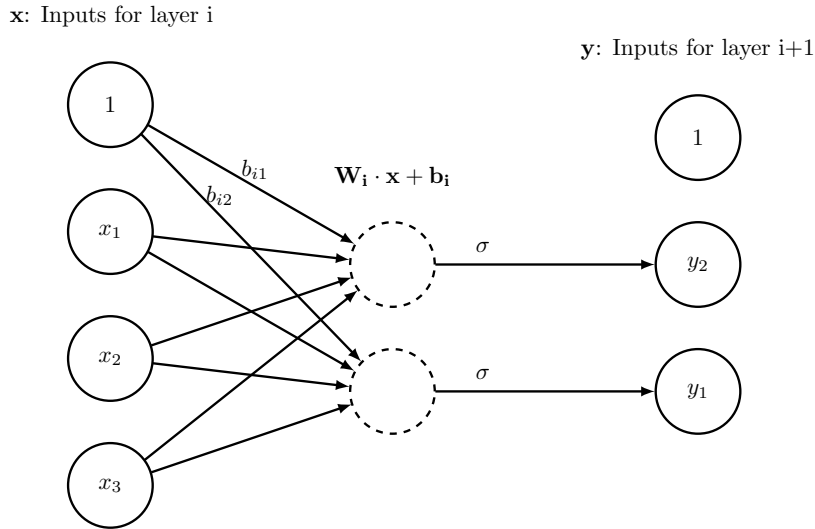 x: Inputs for layer i
y: Inputs for layer i+1
1
1
b_{i1}
W_i · x + b_i
b_{i2}
x_1
σ
y_2
x_2
σ
y_1
x_3